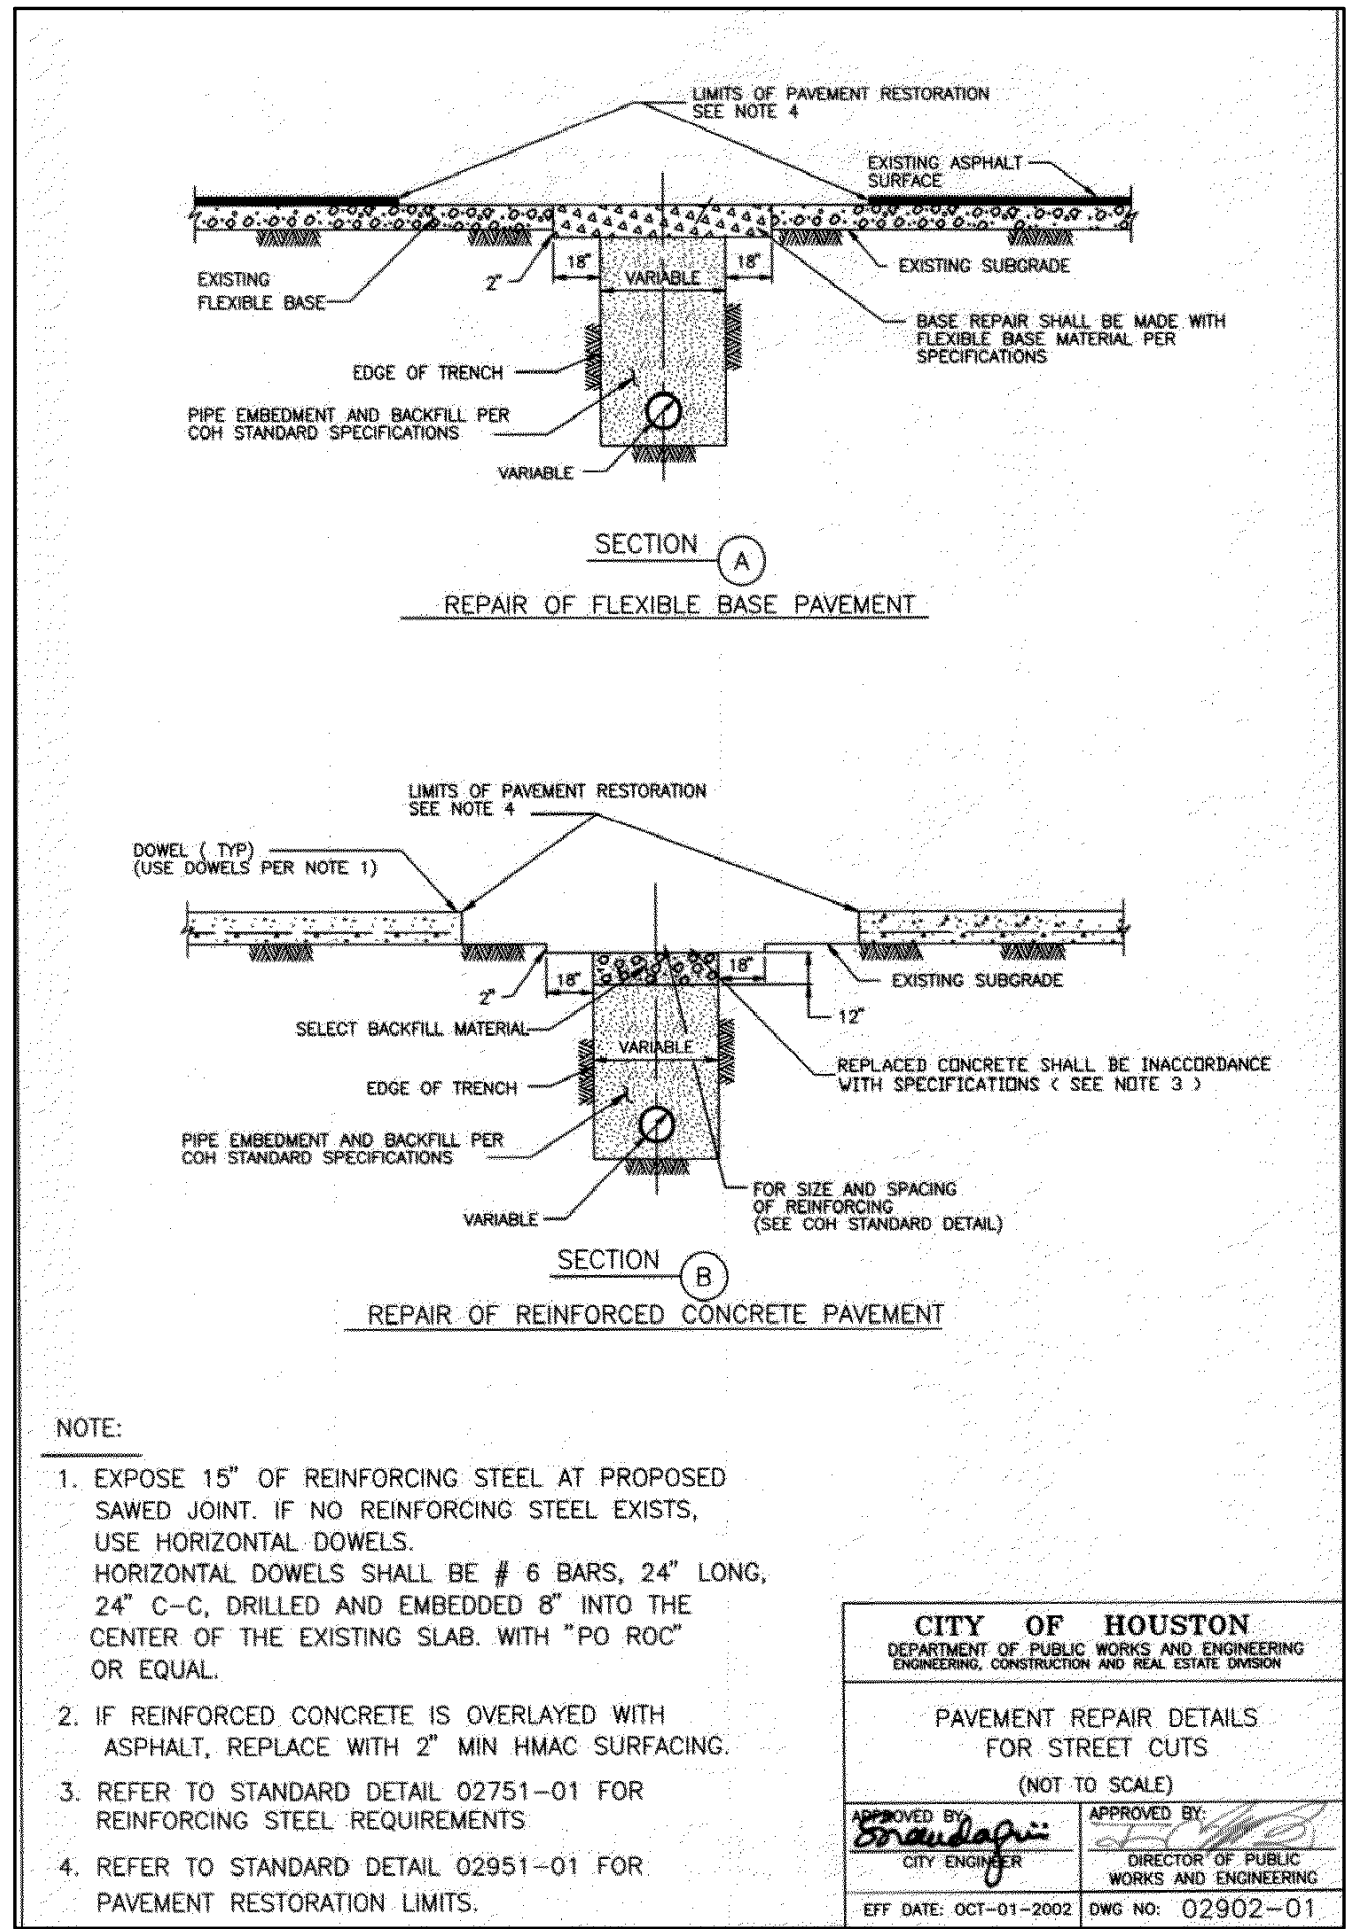 LIMITS OF PAVEMENT RESTORATION
SEE NOTE 4
EXISTING ASPHALT
SURFACE
18"
VARIABLE
18"
2"
EXISTING
FLEXIBLE BASE
EXISTING SUBGRADE
BASE REPAIR SHALL BE MADE WITH
FLEXIBLE BASE MATERIAL PER
SPECIFICATIONS
EDGE OF TRENCH
PIPE EMBEDMENT AND BACKFILL PER
COH STANDARD SPECIFICATIONS
VARIABLE
SECTION A
REPAIR OF FLEXIBLE BASE PAVEMENT
LIMITS OF PAVEMENT RESTORATION
SEE NOTE 4
DOWEL ( TYP)
(USE DOWELS PER NOTE 1)
18"
18"
2"
EXISTING SUBGRADE
12"
SELECT BACKFILL MATERIAL
VARIABLE
REPLACED CONCRETE SHALL BE INACCORDANCE
WITH SPECIFICATIONS ( SEE NOTE 3 )
EDGE OF TRENCH
PIPE EMBEDMENT AND BACKFILL PER
COH STANDARD SPECIFICATIONS
FOR SIZE AND SPACING
OF REINFORCING
(SEE COH STANDARD DETAIL)
VARIABLE
SECTION B
REPAIR OF REINFORCED CONCRETE PAVEMENT
NOTE:
1. EXPOSE 15" OF REINFORCING STEEL AT PROPOSED
SAWED JOINT. IF NO REINFORCING STEEL EXISTS,
USE HORIZONTAL DOWELS.
HORIZONTAL DOWELS SHALL BE # 6 BARS, 24" LONG,
24" C-C, DRILLED AND EMBEDDED 8" INTO THE
CENTER OF THE EXISTING SLAB. WITH "PO ROC"
OR EQUAL.
2. IF REINFORCED CONCRETE IS OVERLAYED WITH
ASPHALT, REPLACE WITH 2" MIN HMAC SURFACING.
3. REFER TO STANDARD DETAIL 02751-01 FOR
REINFORCING STEEL REQUIREMENTS
4. REFER TO STANDARD DETAIL 02951-01 FOR
PAVEMENT RESTORATION LIMITS.
CITY OF HOUSTON
DEPARTMENT OF PUBLIC WORKS AND ENGINEERING
ENGINEERING, CONSTRUCTION AND REAL ESTATE DIVISION
PAVEMENT REPAIR DETAILS
FOR STREET CUTS
(NOT TO SCALE)
APPROVED BY:
CITY ENGINEER
APPROVED BY:
DIRECTOR OF PUBLIC
WORKS AND ENGINEERING
EFF DATE: OCT-01-2002
DWG NO: 02902-01